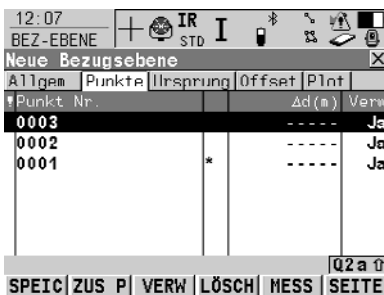 12:07
BEZ-EBENE
IR
STD
I
Neue Bezugsebene
Allgem Punkte Ursprung Offset Plot
Punkt Nr. Δd(m) Verw
0003 ----- Ja
0002 ----- Ja
0001 * ----- Ja
Q2a⇧
SPEIC ZUS P VERW LÖSCH MESS SEITE